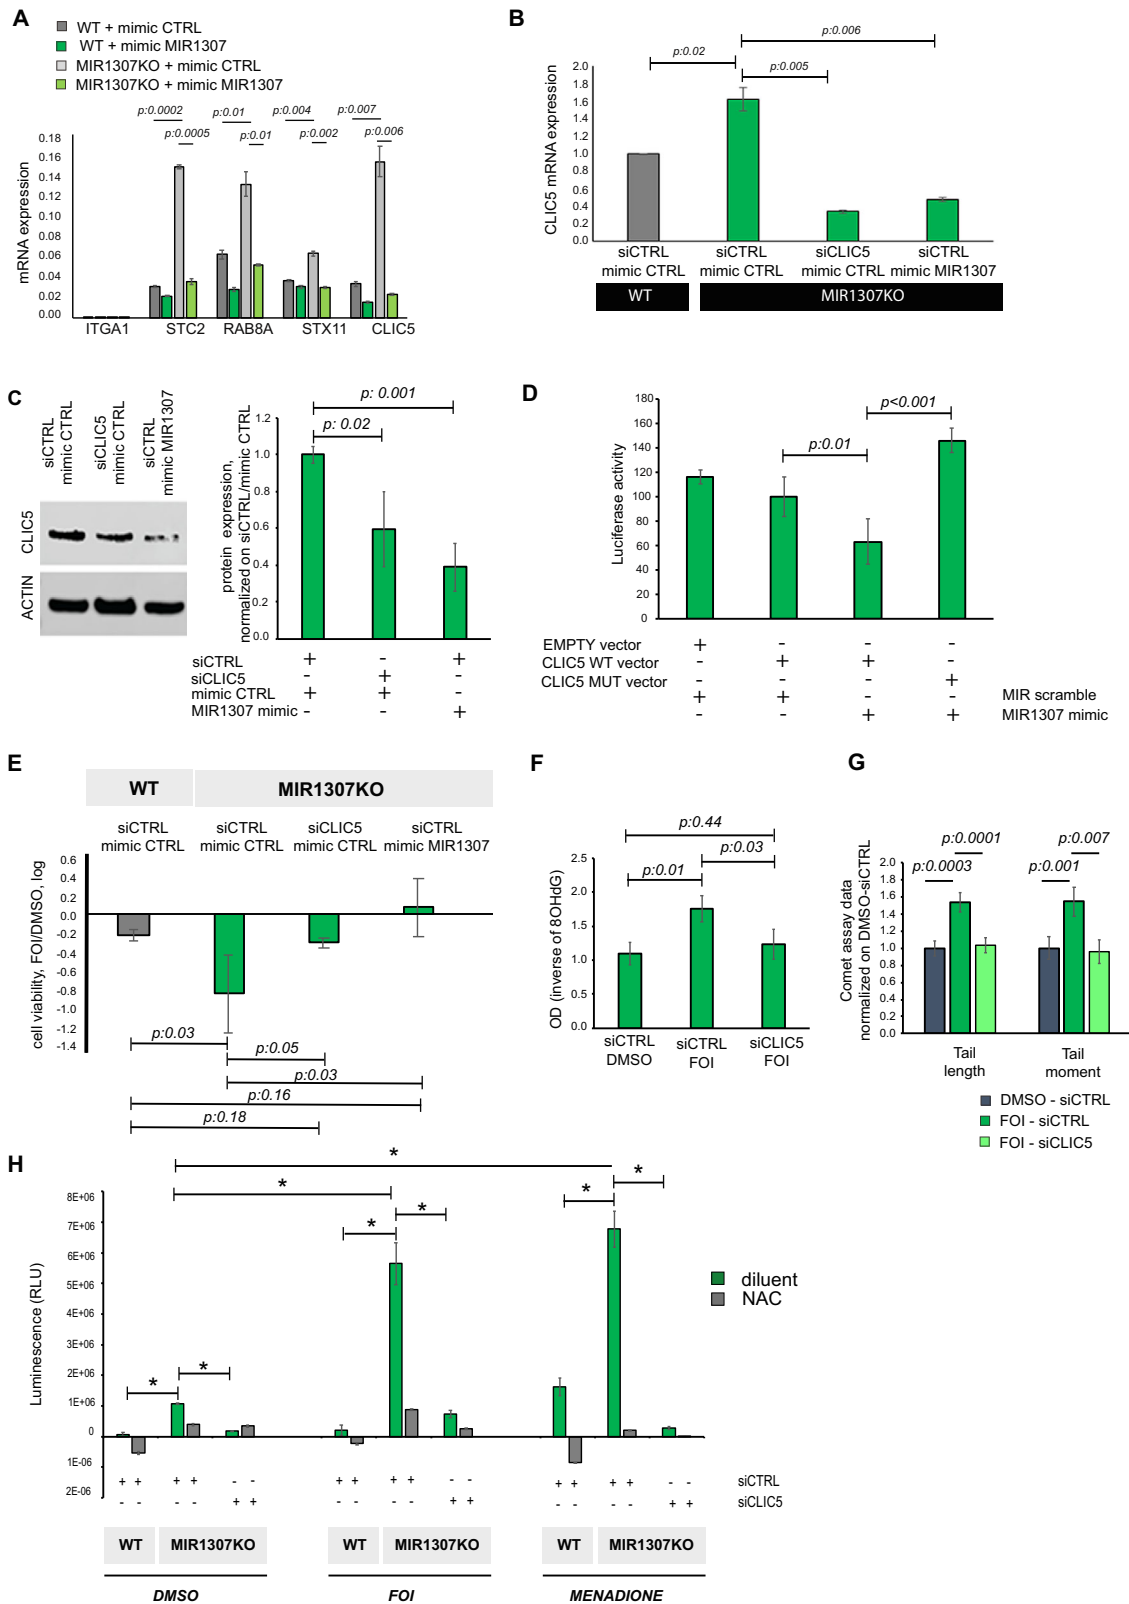 A
WT + mimic CTRL
WT + mimic MIR1307
MIR1307KO + mimic CTRL
MIR1307KO + mimic MIR1307
p:0.0002 p:0.01 p:0.004 p:0.007
p:0.0005 p:0.01 p:0.002 p:0.006
mRNA expression
0.18
0.16
0.14
0.12
0.10
0.08
0.06
0.04
0.02
0.00
ITGA1 STC2 RAB8A STX11 CLIC5
B
p:0.006
p:0.02
p:0.005
CLIC5 mRNA expression
2.0
1.8
1.6
1.4
1.2
1.0
0.8
0.6
0.4
0.2
0.0
siCTRL siCTRL siCLIC5 siCTRL
mimic CTRL mimic CTRL mimic CTRL mimic MIR1307
WT MIR1307KO
C
siCTRL
mimic CTRL
siCLIC5
mimic CTRL
siCTRL
mimic MIR1307
CLIC5
ACTIN
p: 0.001
p: 0.02
protein expression,
normalized on siCTRL/mimic CTRL
1.2
1.0
0.8
0.6
0.4
0.2
0.0
siCTRL + - +
siCLIC5 - + -
mimic CTRL + + -
MIR1307 mimic - - +
D
p<0.001
p:0.01
Luciferase activity
180
160
140
120
100
80
60
40
20
0
EMPTY vector + - - -
CLIC5 WT vector - + + -
CLIC5 MUT vector - - - +
+ + - - MIR scramble
- - + + MIR1307 mimic
E
WT MIR1307KO
siCTRL siCTRL siCLIC5 siCTRL
mimic CTRL mimic CTRL mimic CTRL mimic MIR1307
cell viability, FOI/DMSO, log
0.6
0.4
0.2
0.0
-0.2
-0.4
-0.6
-0.8
-1.0
-1.2
-1.4
p:0.03
p:0.05
p:0.03
p:0.16
p:0.18
F
p:0.44
p:0.03
p:0.01
OD (inverse of 8OHdG)
2.5
2.0
1.5
1.0
0.5
0.0
siCTRL siCTRL siCLIC5
DMSO FOI FOI
G
p:0.0001 p:0.007
p:0.0003 p:0.001
Comet assay data
normalized on DMSO-siCTRL
1.8
1.6
1.4
1.2
1.0
0.8
0.6
0.4
0.2
0.0
Tail Tail
length moment
DMSO - siCTRL
FOI - siCTRL
FOI - siCLIC5
H
*
* *
* * *
* *
Luminescence (RLU)
8E+06
7E+06
6E+06
5E+06
4E+06
3E+06
2E+06
1E+06
0
1E-06
2E-06
diluent
NAC
+ + + + - - + + + + - - + + + + - - siCTRL
- - - - + + - - - - + + - - - - + + siCLIC5
WT MIR1307KO WT MIR1307KO WT MIR1307KO
DMSO FOI MENADIONE